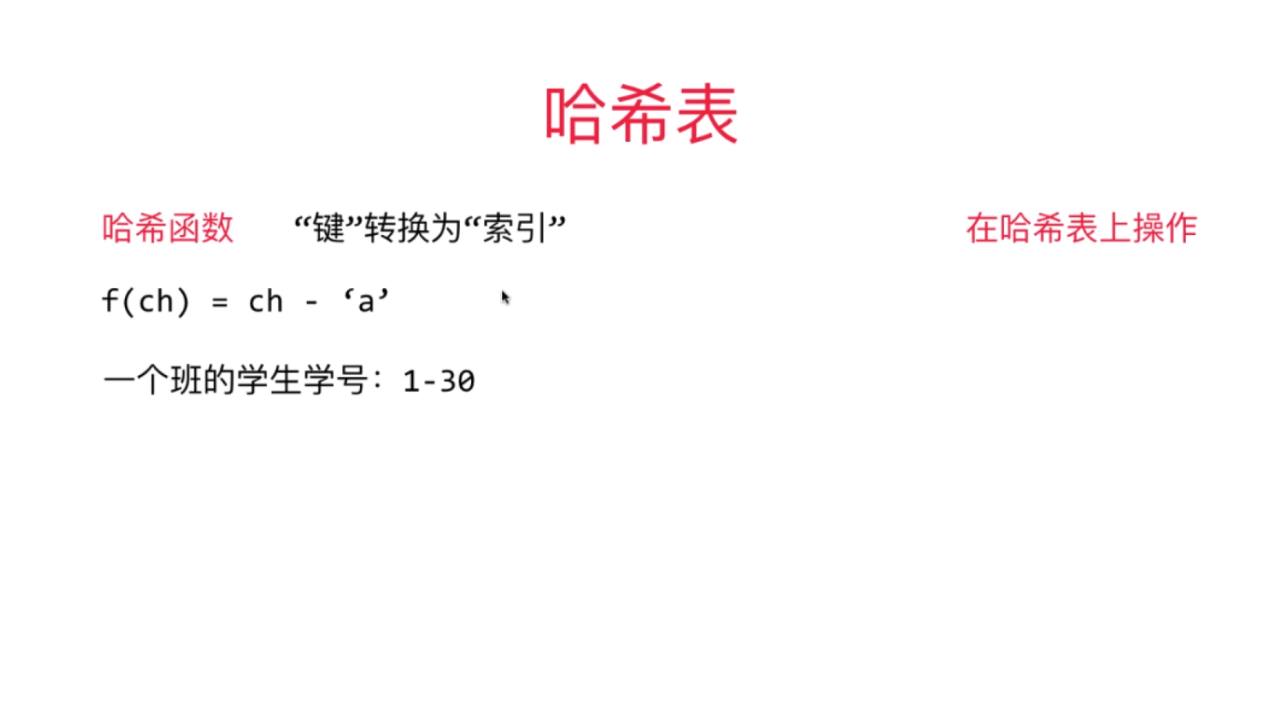 哈希表
哈希函数 “键”转换为“索引” 在哈希表上操作
f(ch) = ch - ‘a’
一个班的学生学号：1-30